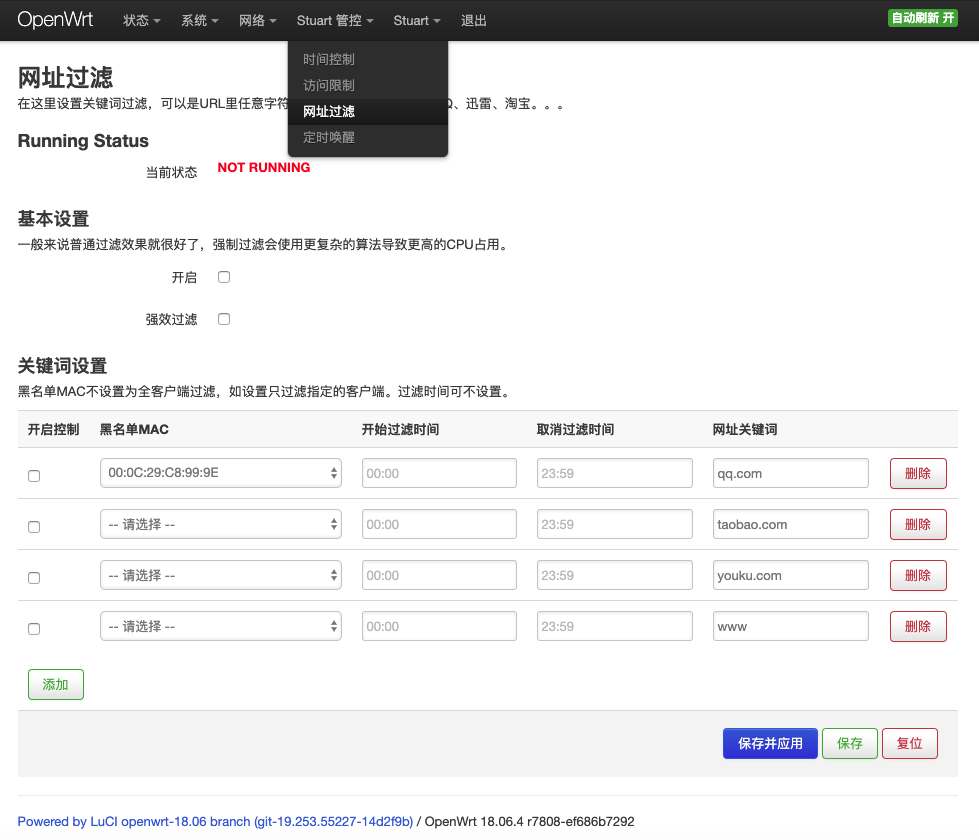 OpenWrt 状态 系统 网络 Stuart 管控 Stuart 退出 自动刷新 开
时间控制
访问限制
网址过滤
定时唤醒
网址过滤
在这里设置关键词过滤，可以是URL里任意字符 、迅雷、淘宝。。。
Running Status
当前状态 NOT RUNNING
基本设置
一般来说普通过滤效果就很好了，强制过滤会使用更复杂的算法导致更高的CPU占用。
开启
强效过滤
关键词设置
黑名单MAC不设置为全客户端过滤，如设置只过滤指定的客户端。过滤时间可不设置。
开启控制 黑名单MAC 开始过滤时间 取消过滤时间 网址关键词
00:0C:29:C8:99:9E 00:00 23:59 qq.com 删除
-- 请选择 -- 00:00 23:59 taobao.com 删除
-- 请选择 -- 00:00 23:59 youku.com 删除
-- 请选择 -- 00:00 23:59 www 删除
添加
保存并应用 保存 复位
Powered by LuCI openwrt-18.06 branch (git-19.253.55227-14d2f9b) / OpenWrt 18.06.4 r7808-ef686b7292